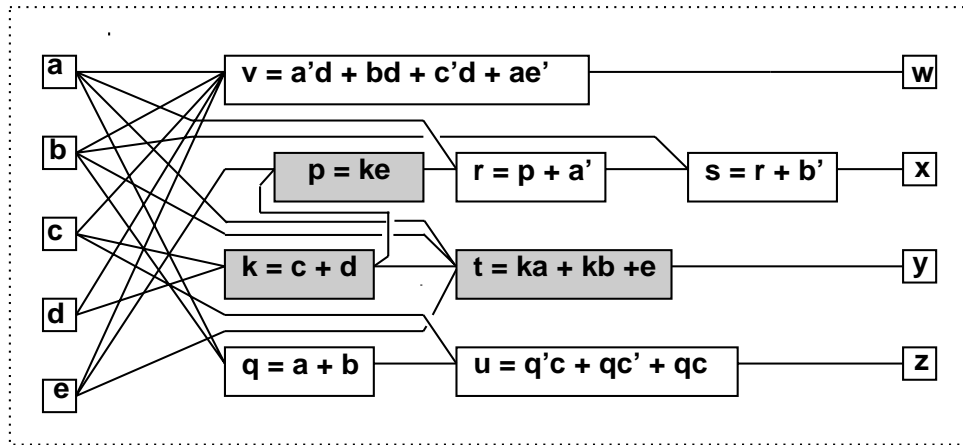 a
v = a’d + bd + c’d + ae’
w
b
p = ke
r = p + a’
s = r + b’
x
c
k = c + d
t = ka + kb +e
y
d
q = a + b
u = q’c + qc’ + qc
z
e